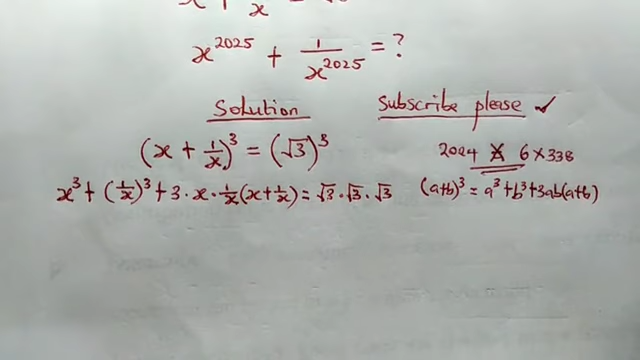 x + 1/x
x^2025 + 1/x^2025 = ?
Solution
Subscribe please ✓
(x + 1/x)^3 = (√3)^3
2024 = 6×338
x^3 + (1/x)^3 + 3 · x · 1/x (x + 1/x) = √3 · √3 · √3
(a+b)^3 = a^3 + b^3 + 3ab(a+b)